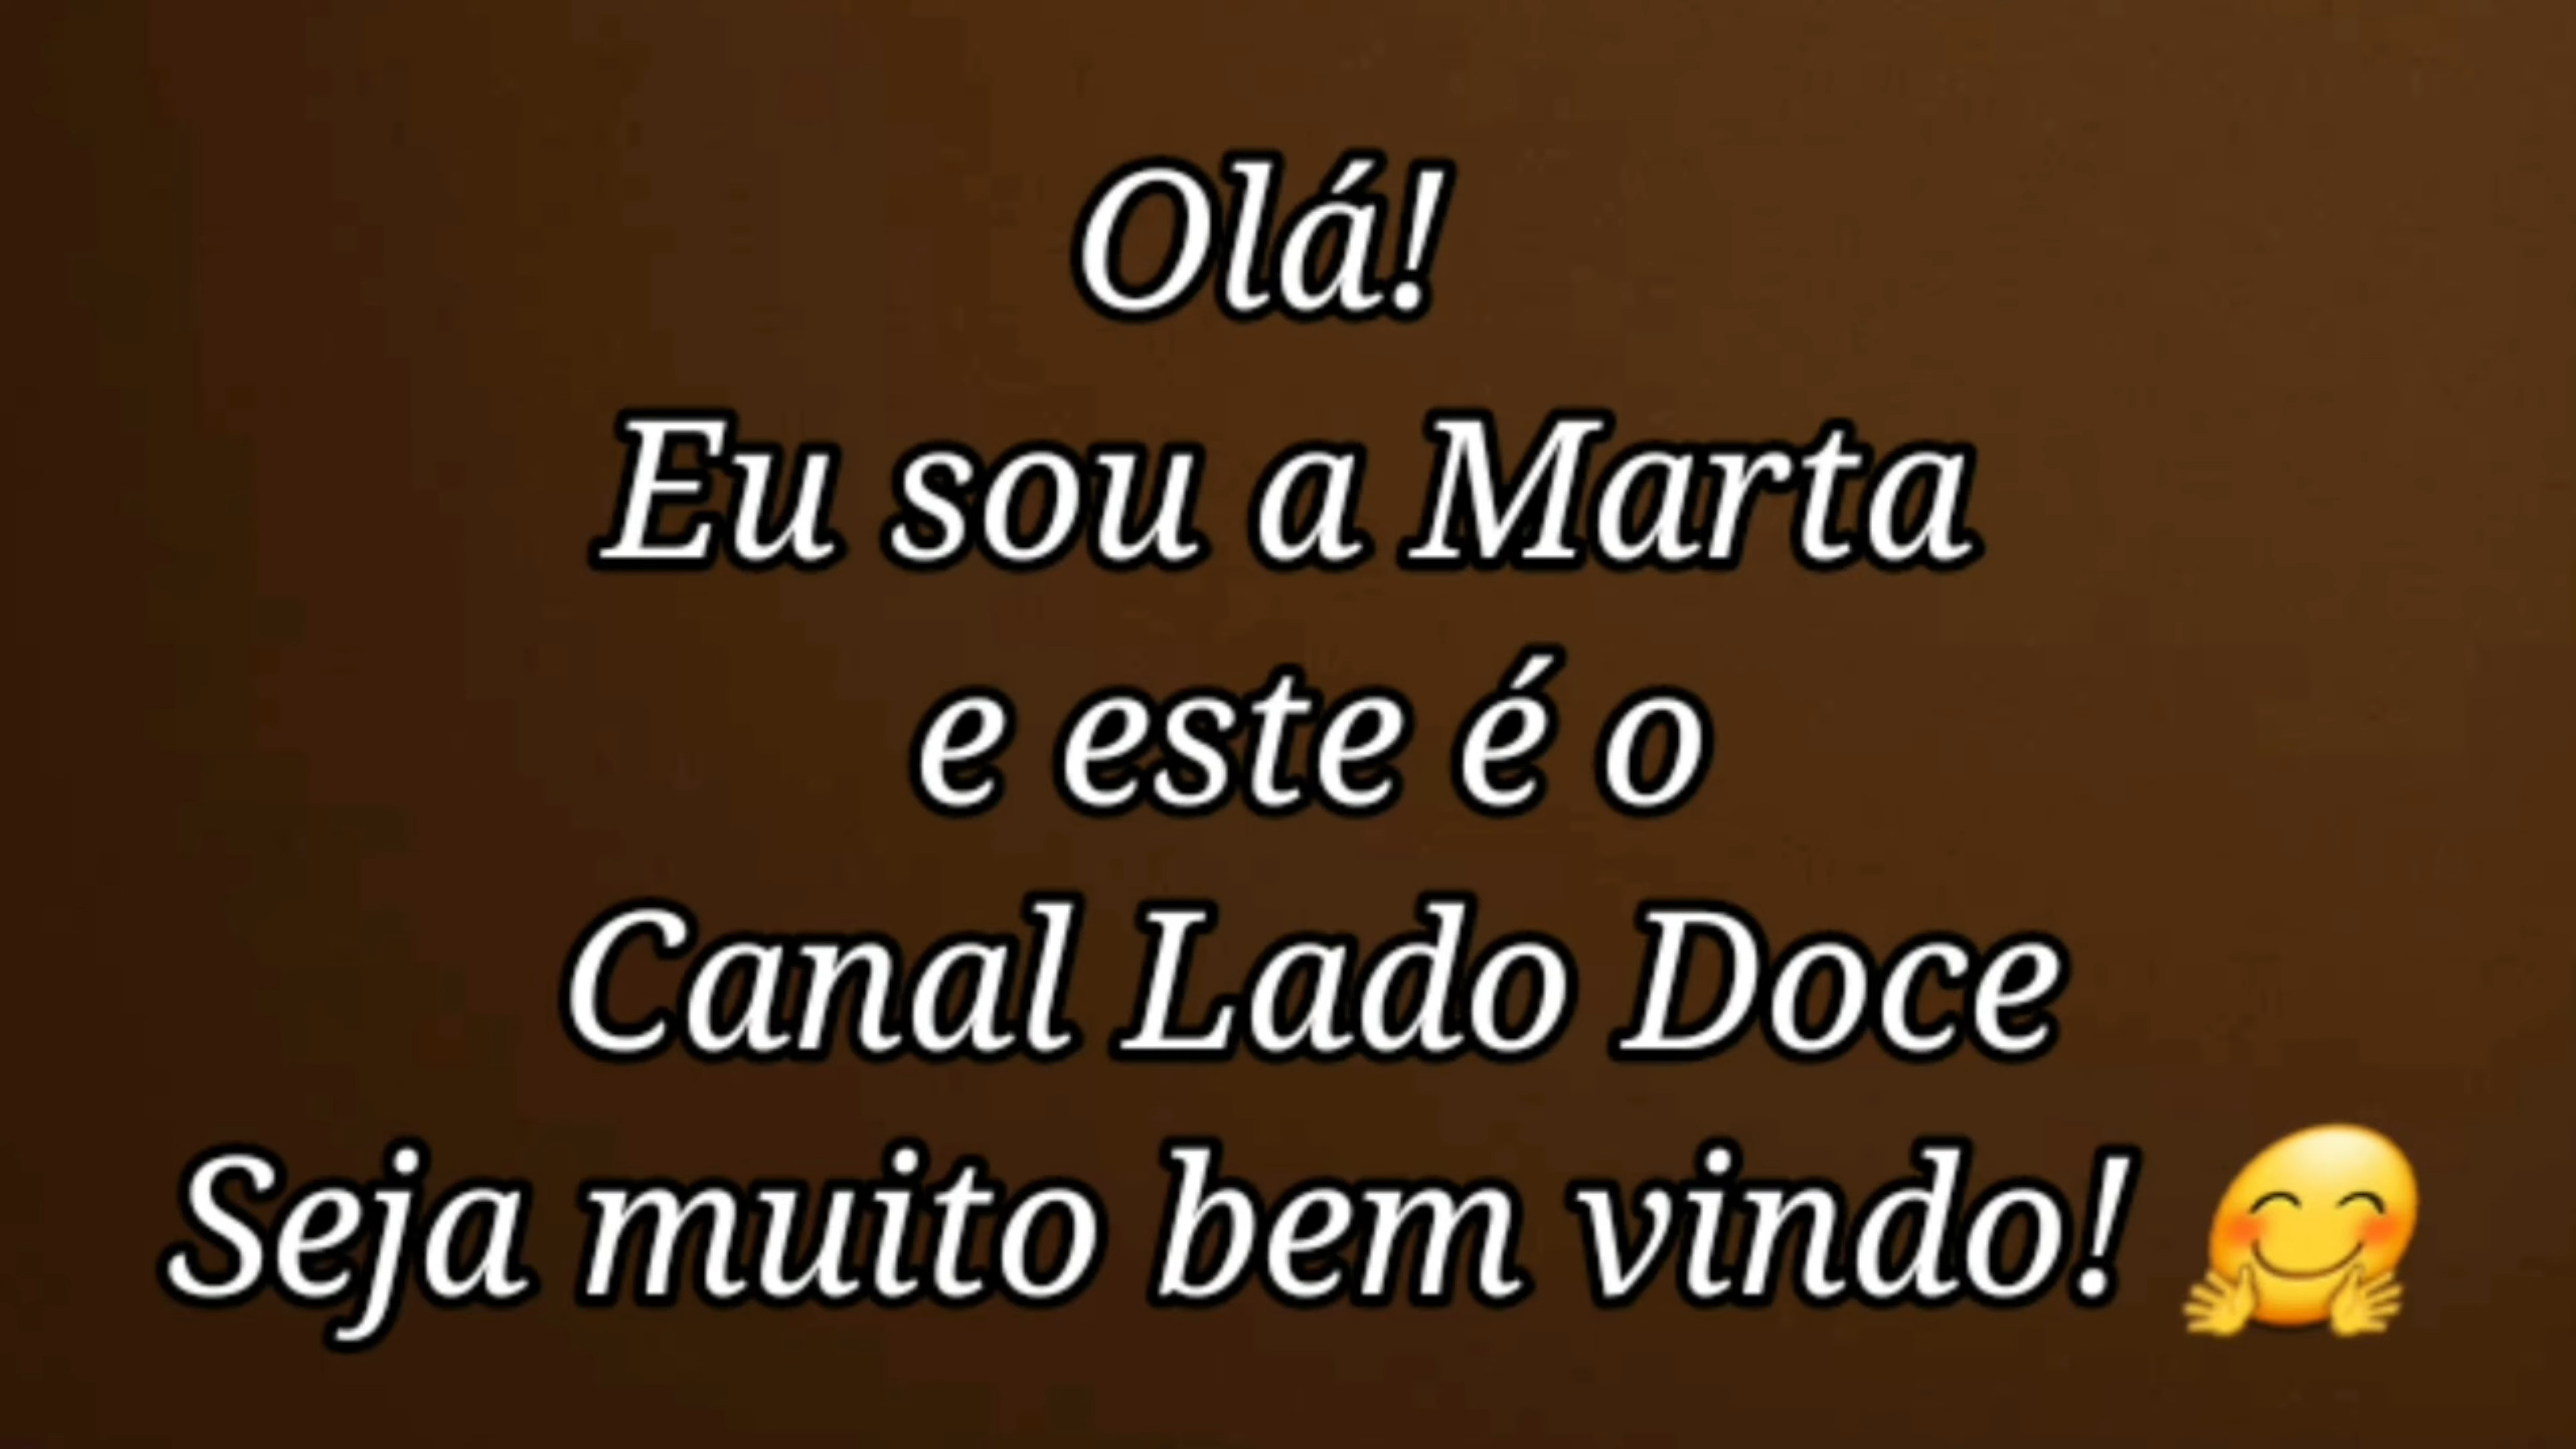 Olá!
Eu sou a Marta
e este é o
Canal Lado Doce
Seja muito bem vindo! 🤗